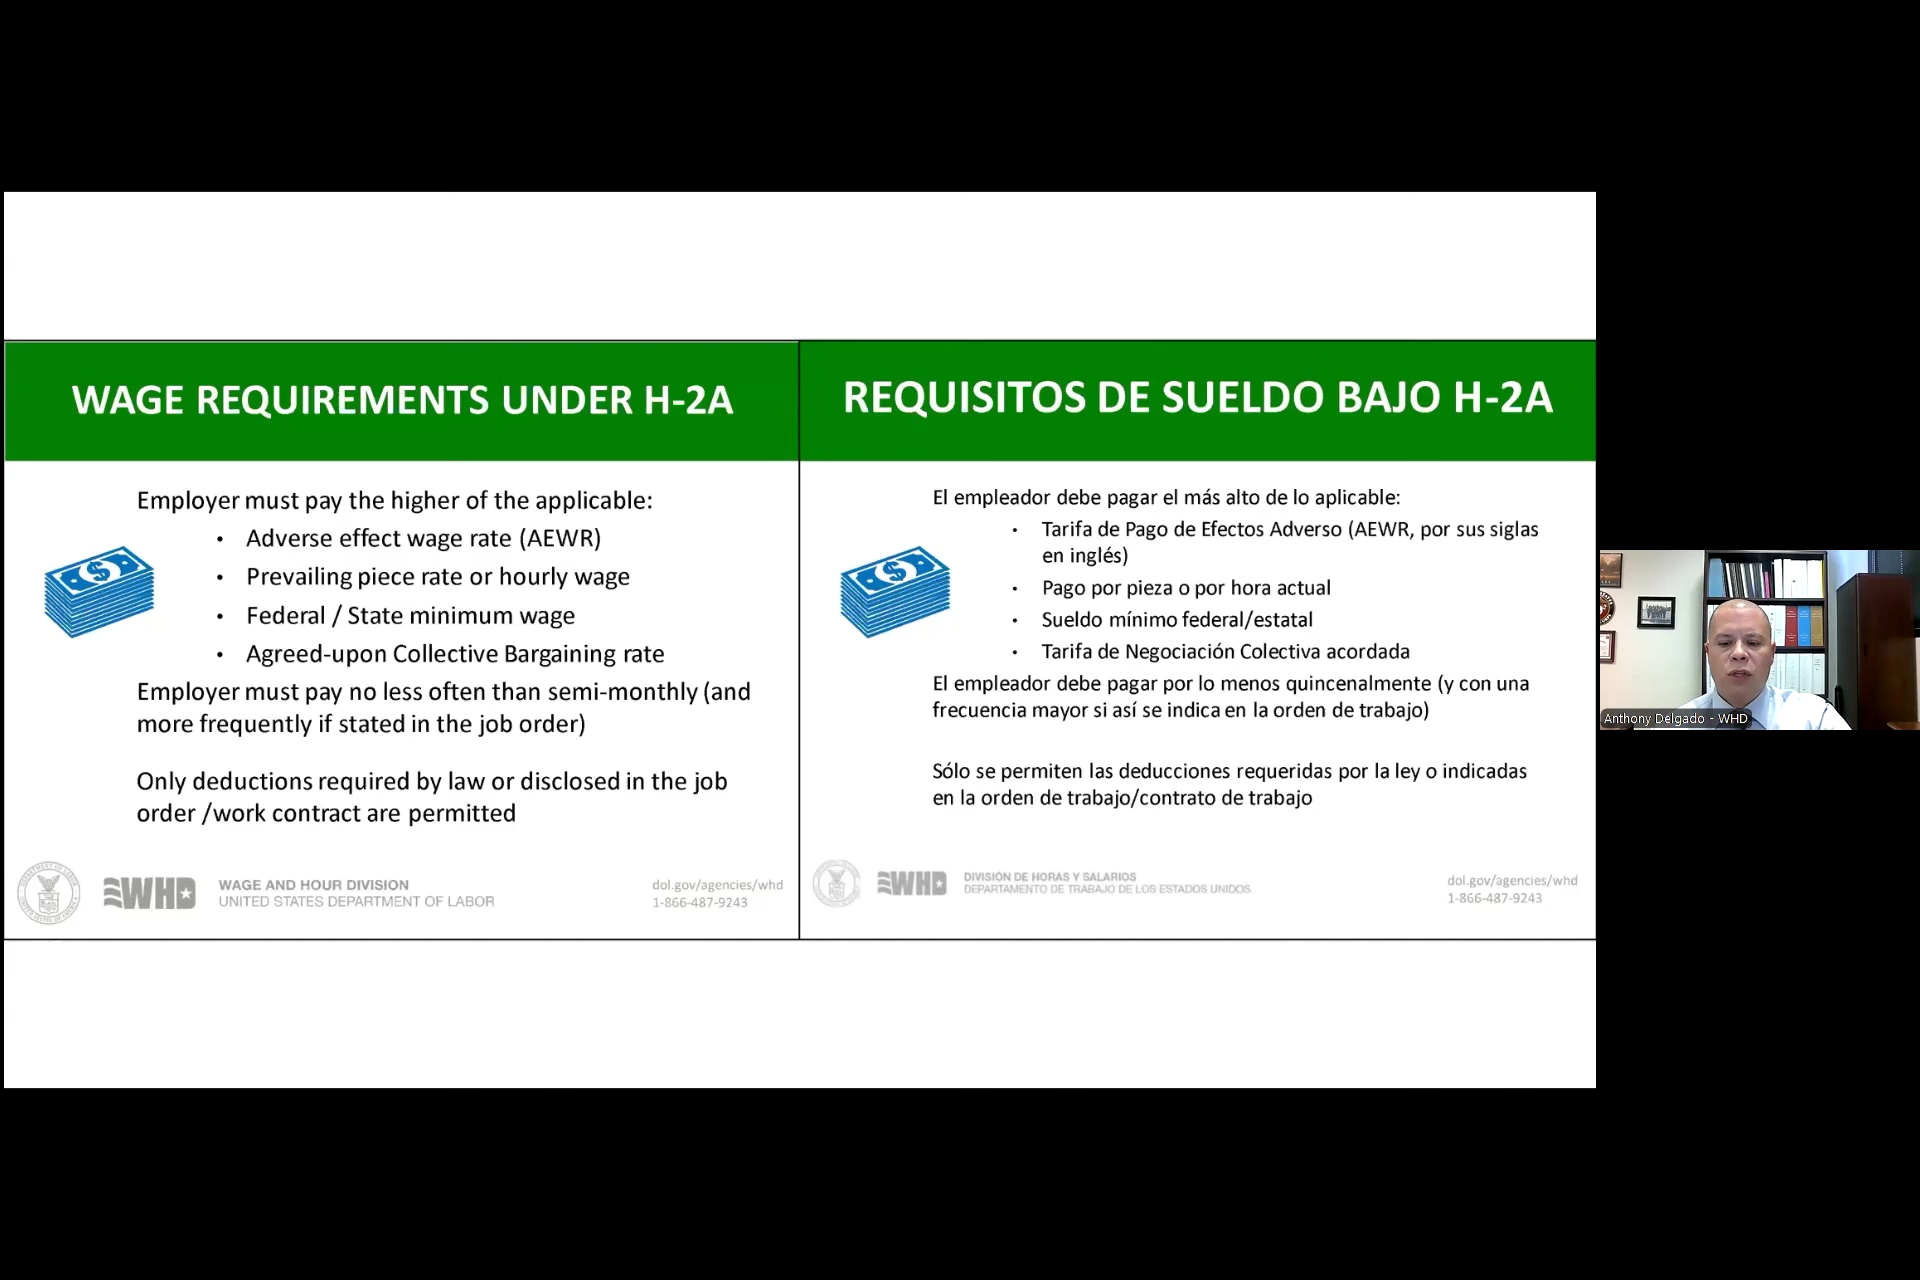 WAGE REQUIREMENTS UNDER H-2A
Employer must pay the higher of the applicable:
• Adverse effect wage rate (AEWR)
• Prevailing piece rate or hourly wage
• Federal / State minimum wage
• Agreed-upon Collective Bargaining rate
Employer must pay no less often than semi-monthly (and
more frequently if stated in the job order)
Only deductions required by law or disclosed in the job
order /work contract are permitted
WHD
WAGE AND HOUR DIVISION
UNITED STATES DEPARTMENT OF LABOR
dol.gov/agencies/whd
1-866-487-9243
REQUISITOS DE SUELDO BAJO H-2A
El empleador debe pagar el más alto de lo aplicable:
• Tarifa de Pago de Efectos Adverso (AEWR, por sus siglas
en inglés)
• Pago por pieza o por hora actual
• Sueldo mínimo federal/estatal
• Tarifa de Negociación Colectiva acordada
El empleador debe pagar por lo menos quincenalmente (y con una
frecuencia mayor si así se indica en la orden de trabajo)
Sólo se permiten las deducciones requeridas por la ley o indicadas
en la orden de trabajo/contrato de trabajo
WHD
DIVISIÓN DE HORAS Y SALARIOS
DEPARTAMENTO DE TRABAJO DE LOS ESTADOS UNIDOS
dol.gov/agencies/whd
1-866-487-9243
Anthony Delgado - WHD